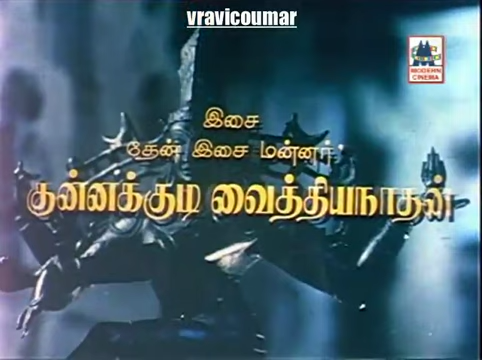 vravicoumar
MODERN
CINEMA
இசை
தேன் இசை மன்னர்
குன்னக்குடி வைத்தியநாதன்